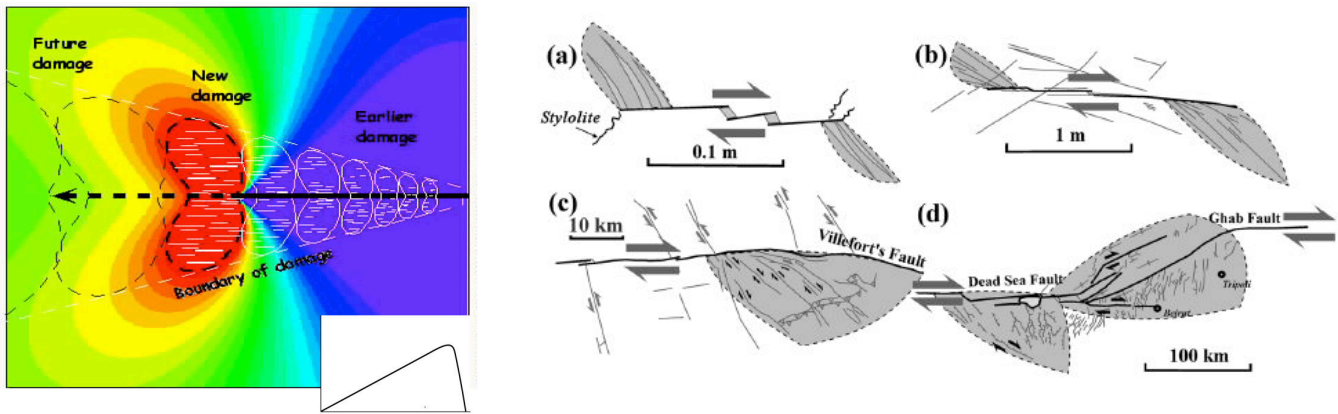 Future
damage
New
damage
Earlier
damage
Boundary of damage
(a)
Stylolite
0.1 m
(b)
1 m
(c)
10 km
Villefort's Fault
(d)
Ghab Fault
Dead Sea Fault
Tripoli
Beirut
100 km